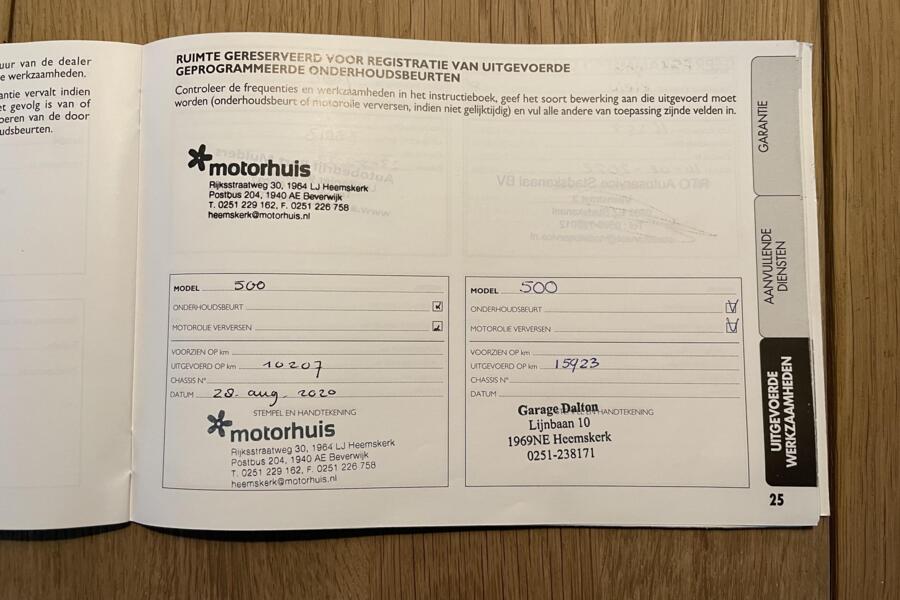 uur van de dealer
e werkzaamheden.
antie vervalt indien
et gevolg is van of
oeren van de door
udsbeurten.
RUIMTE GERESERVEERD VOOR REGISTRATIE VAN UITGEVOERDE
GEPROGRAMMEERDE ONDERHOUDSBEURTEN
Controleer de frequenties en werkzaamheden in het instructieboek, geef het soort bewerking aan die uitgevoerd moet
worden (onderhoudsbeurt of motorolie verversen, indien niet gelijktijdig) en vul alle andere van toepassing zijnde velden in.
motorhuis
Rijksstraatweg 30, 1964 LJ Heemskerk
Postbus 204, 1940 AE Beverwijk
T. 0251 229 162, F. 0251 226 758
heemskerk@motorhuis.nl
MODEL 500
ONDERHOUDSBEURT
MOTOROLIE VERVERSEN
VOORZIEN OP km
UITGEVOERD OP km 10207
CHASSIS N°
DATUM 28. aug. 2020
STEMPEL EN HANDTEKENING
motorhuis
Rijksstraatweg 30, 1964 LJ Heemskerk
Postbus 204, 1940 AE Beverwijk
T. 0251 229 162, F. 0251 226 758
heemskerk@motorhuis.nl
MODEL 500
ONDERHOUDSBEURT
MOTOROLIE VERVERSEN
VOORZIEN OP km
UITGEVOERD OP km 15923
CHASSIS N°
DATUM
HANDTEKENING
Garage Dalton
Lijnbaan 10
1969NE Heemskerk
0251-238171
GARANTIE
AANVULLENDE
DIENSTEN
UITGEVOERDE
WERKZAAMHEDEN
25